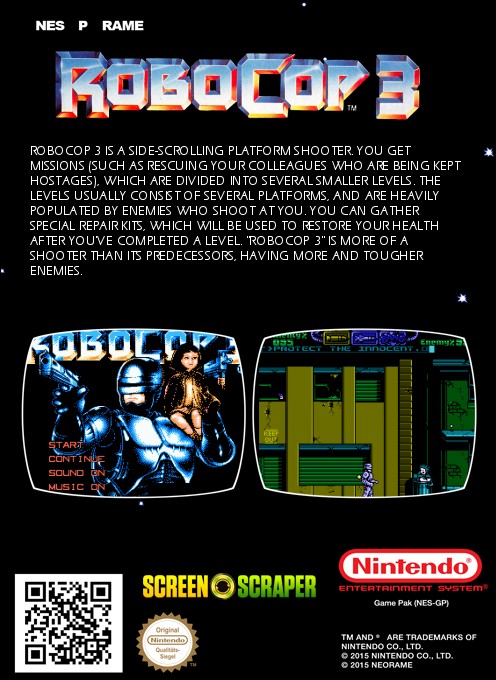 NES P RAME
ROBOCOP 3 TM
ROBOCOP 3 IS A SIDE-SCROLLING PLATFORM SHOOTER. YOU GET
MISSIONS (SUCH AS RESCUING YOUR COLLEAGUES WHO ARE BEING KEPT
HOSTAGES), WHICH ARE DIVIDED INTO SEVERAL SMALLER LEVELS. THE
LEVELS USUALLY CONSIST OF SEVERAL PLATFORMS, AND ARE HEAVILY
POPULATED BY ENEMIES WHO SHOOT AT YOU. YOU CAN GATHER
SPECIAL REPAIR KITS, WHICH WILL BE USED TO RESTORE YOUR HEALTH
AFTER YOU'VE COMPLETED A LEVEL. "ROBOCOP 3" IS MORE OF A
SHOOTER THAN ITS PREDECESSORS, HAVING MORE AND TOUGHER
ENEMIES.
ROBOCOP 3
START
CONTINUE
SOUND ON
MUSIC ON
095
>PROTECT THE INNOCENT.
KEEP
OUT
SCREEN SCRAPER
Original
Nintendo
Qualitäts-
Siegel
TM
Nintendo®
ENTERTAINMENT SYSTEM®
Game Pak (NES-GP)
TM AND ® ARE TRADEMARKS OF
NINTENDO CO., LTD.
© 2015 NINTENDO CO., LTD.
© 2015 NEORAME